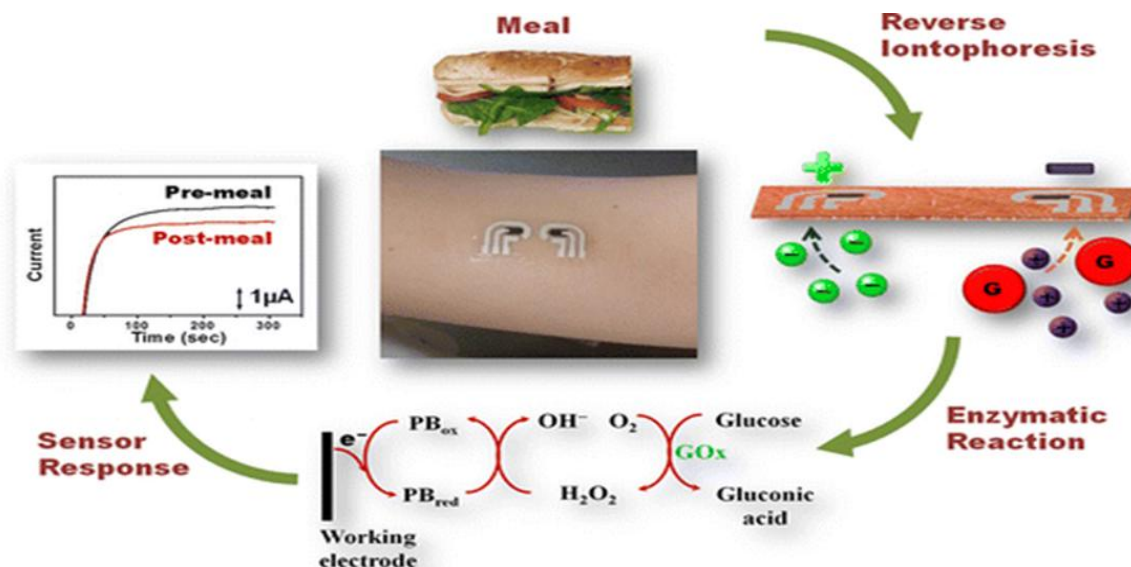 Meal
Reverse
Iontophoresis
+
−
− − − −
G G
+ + + +
Pre-meal
Post-meal
Current
1µA
0 100 200 300
Time (sec)
Enzymatic
Reaction
Sensor
Response
e⁻ PBox OH⁻ O₂ Glucose
GOx
PBred H₂O₂ Gluconic
acid
Working
electrode